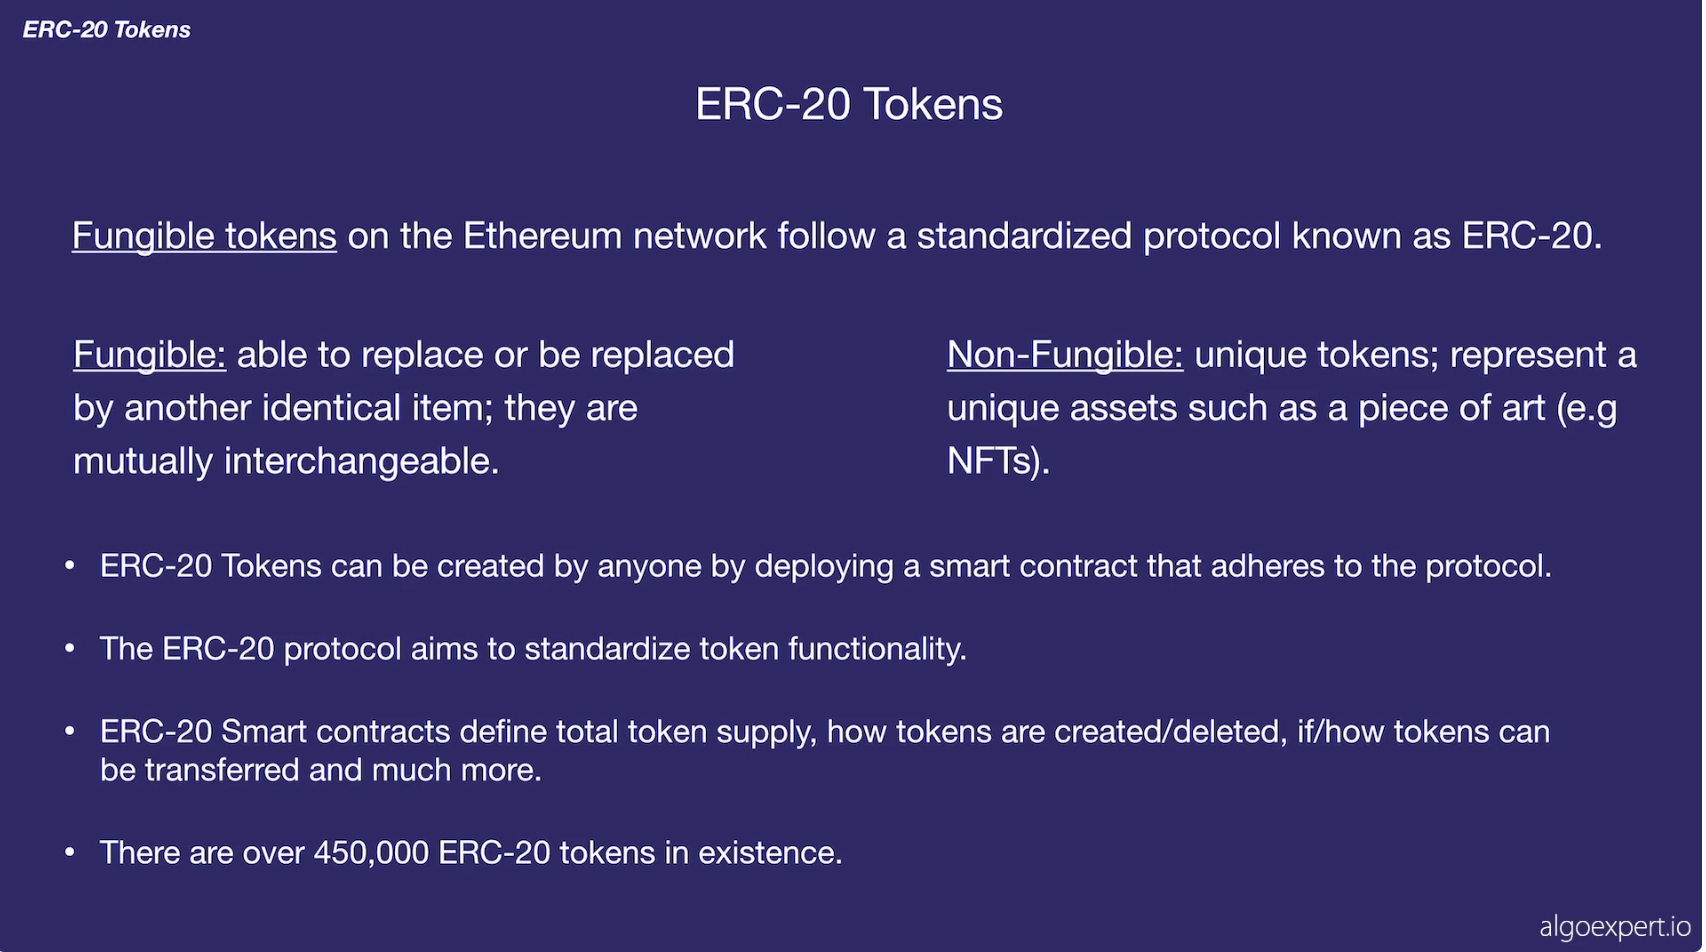 ERC-20 Tokens
ERC-20 Tokens
Fungible tokens on the Ethereum network follow a standardized protocol known as ERC-20.
Fungible: able to replace or be replaced
by another identical item; they are
mutually interchangeable.
Non-Fungible: unique tokens; represent a
unique assets such as a piece of art (e.g
NFTs).
• ERC-20 Tokens can be created by anyone by deploying a smart contract that adheres to the protocol.
• The ERC-20 protocol aims to standardize token functionality.
• ERC-20 Smart contracts define total token supply, how tokens are created/deleted, if/how tokens can
be transferred and much more.
• There are over 450,000 ERC-20 tokens in existence.
algoexpert.io